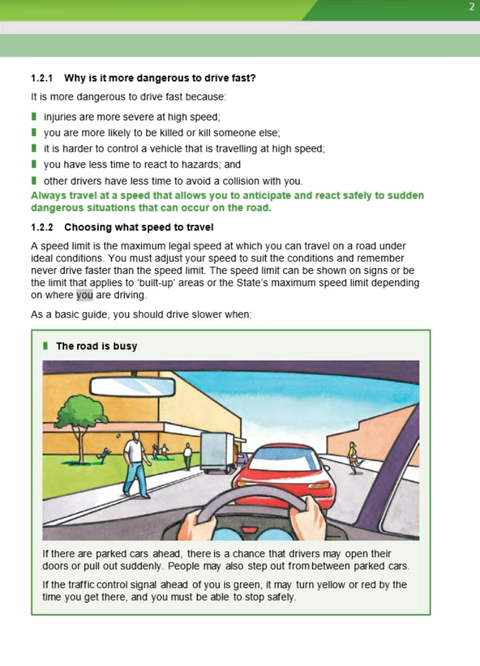 2
1.2.1 Why is it more dangerous to drive fast?
It is more dangerous to drive fast because:
injuries are more severe at high speed;
you are more likely to be killed or kill someone else;
it is harder to control a vehicle that is travelling at high speed;
you have less time to react to hazards; and
other drivers have less time to avoid a collision with you.
Always travel at a speed that allows you to anticipate and react safely to sudden
dangerous situations that can occur on the road.
1.2.2 Choosing what speed to travel
A speed limit is the maximum legal speed at which you can travel on a road under
ideal conditions. You must adjust your speed to suit the conditions and remember
never drive faster than the speed limit. The speed limit can be shown on signs or be
the limit that applies to 'built-up' areas or the State's maximum speed limit depending
on where you are driving.
As a basic guide, you should drive slower when:
The road is busy
If there are parked cars ahead, there is a chance that drivers may open their
doors or pull out suddenly. People may also step out from between parked cars.
If the traffic control signal ahead of you is green, it may turn yellow or red by the
time you get there, and you must be able to stop safely.